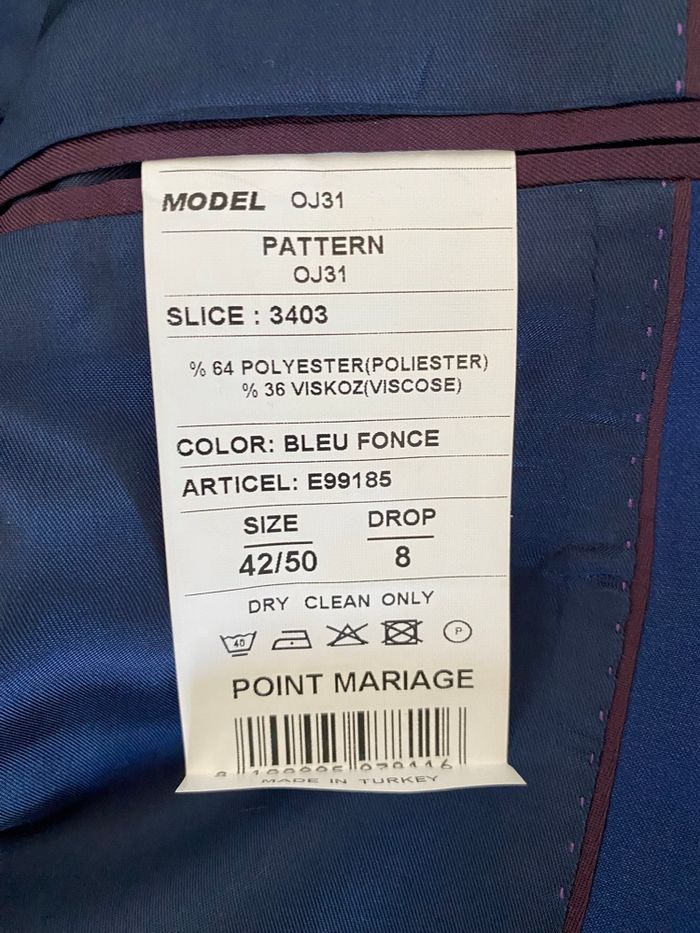 MODEL OJ31
PATTERN
OJ31
SLICE : 3403
% 64 POLYESTER(POLIESTER)
% 36 VISKOZ(VISCOSE)
COLOR: BLEU FONCE
ARTICEL: E99185
SIZE DROP
42/50 8
DRY CLEAN ONLY
40 P
POINT MARIAGE
MADE IN TURKEY